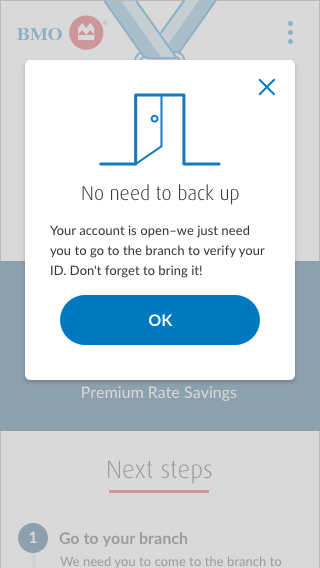 BMO
No need to back up
Your account is open–we just need
you to go to the branch to verify your
ID. Don't forget to bring it!
OK
Premium Rate Savings
Next steps
1 Go to your branch
We need you to come to the branch to